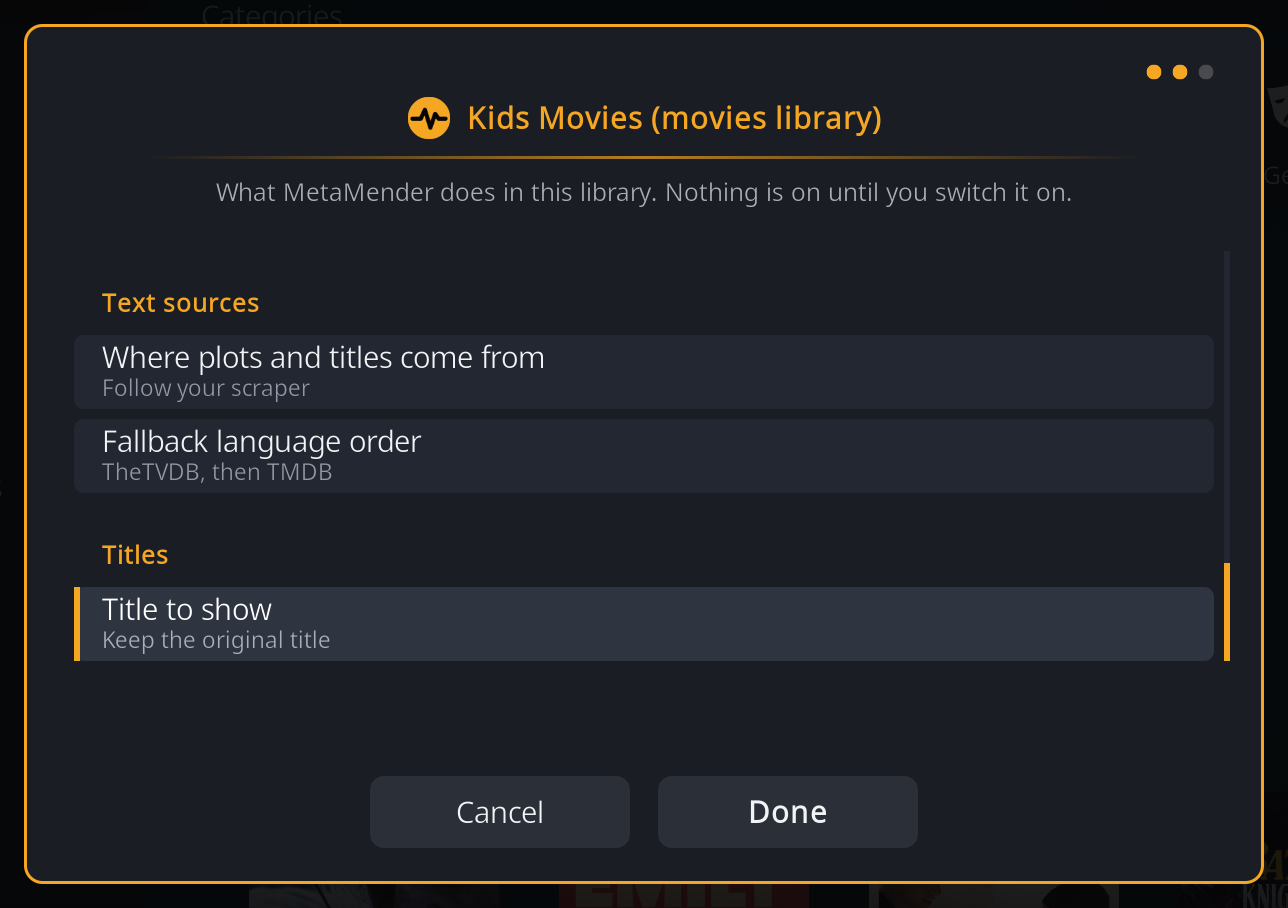 Categories
Kids Movies (movies library)
What MetaMender does in this library. Nothing is on until you switch it on.
Text sources
Where plots and titles come from
Follow your scraper
Fallback language order
TheTVDB, then TMDB
Titles
Title to show
Keep the original title
Cancel
Done